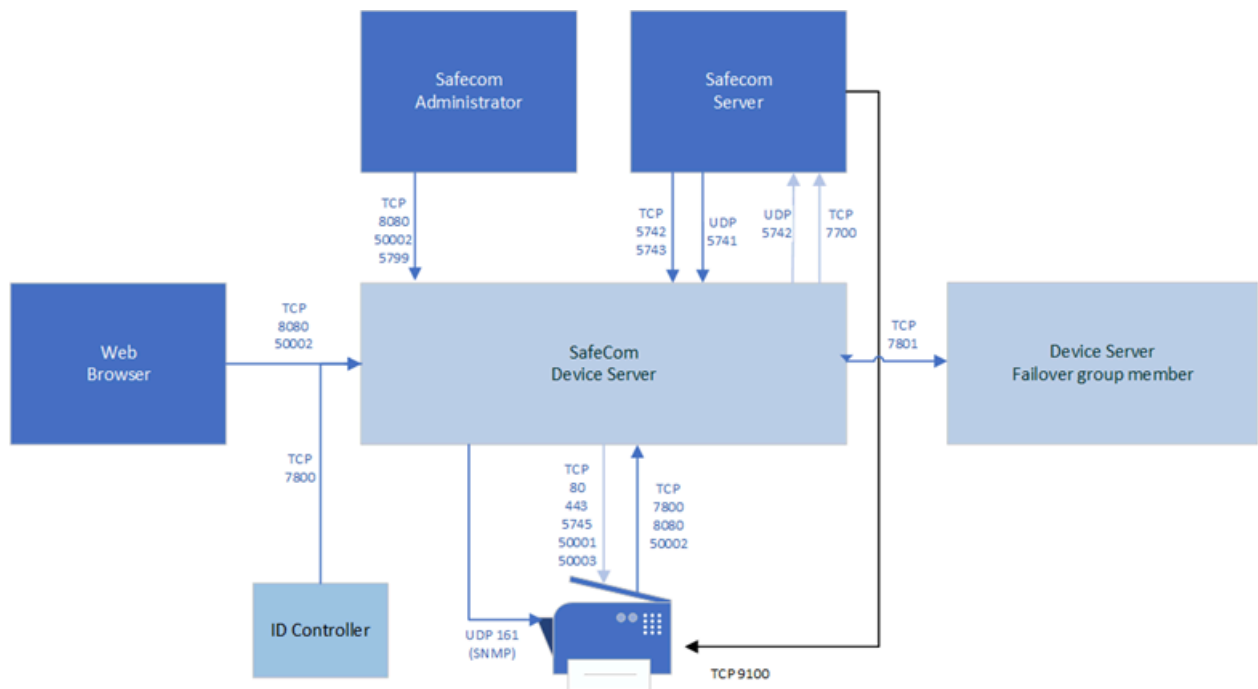 Safecom
Administrator
Safecom
Server
TCP
8080
50002
5799
TCP
5742
5743
UDP
5741
UDP
5742
TCP
7700
Web
Browser
TCP
8080
50002
SafeCom
Device Server
TCP
7801
Device Server
Failover group member
TCP
7800
TCP
80
443
5745
50001
50003
TCP
7800
8080
50002
ID Controller
UDP 161
(SNMP)
TCP 9100